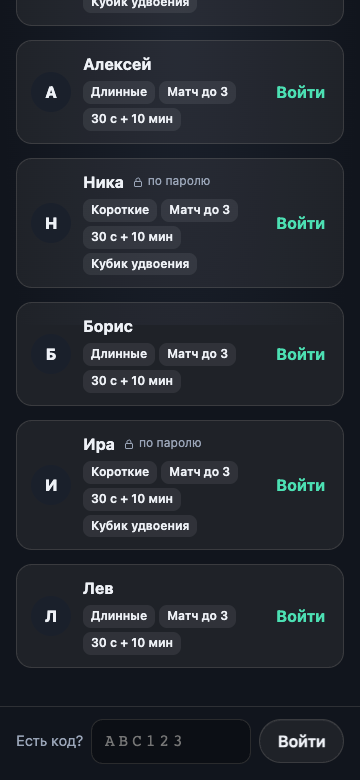 Кубик удвоения
А
Алексей
Длинные Матч до 3
30 с + 10 мин
Войти
Н
Ника по паролю
Короткие Матч до 3
30 с + 10 мин
Кубик удвоения
Войти
Б
Борис
Длинные Матч до 3
30 с + 10 мин
Войти
И
Ира по паролю
Короткие Матч до 3
30 с + 10 мин
Кубик удвоения
Войти
Л
Лев
Длинные Матч до 3
30 с + 10 мин
Войти
Есть код? ABC123 Войти